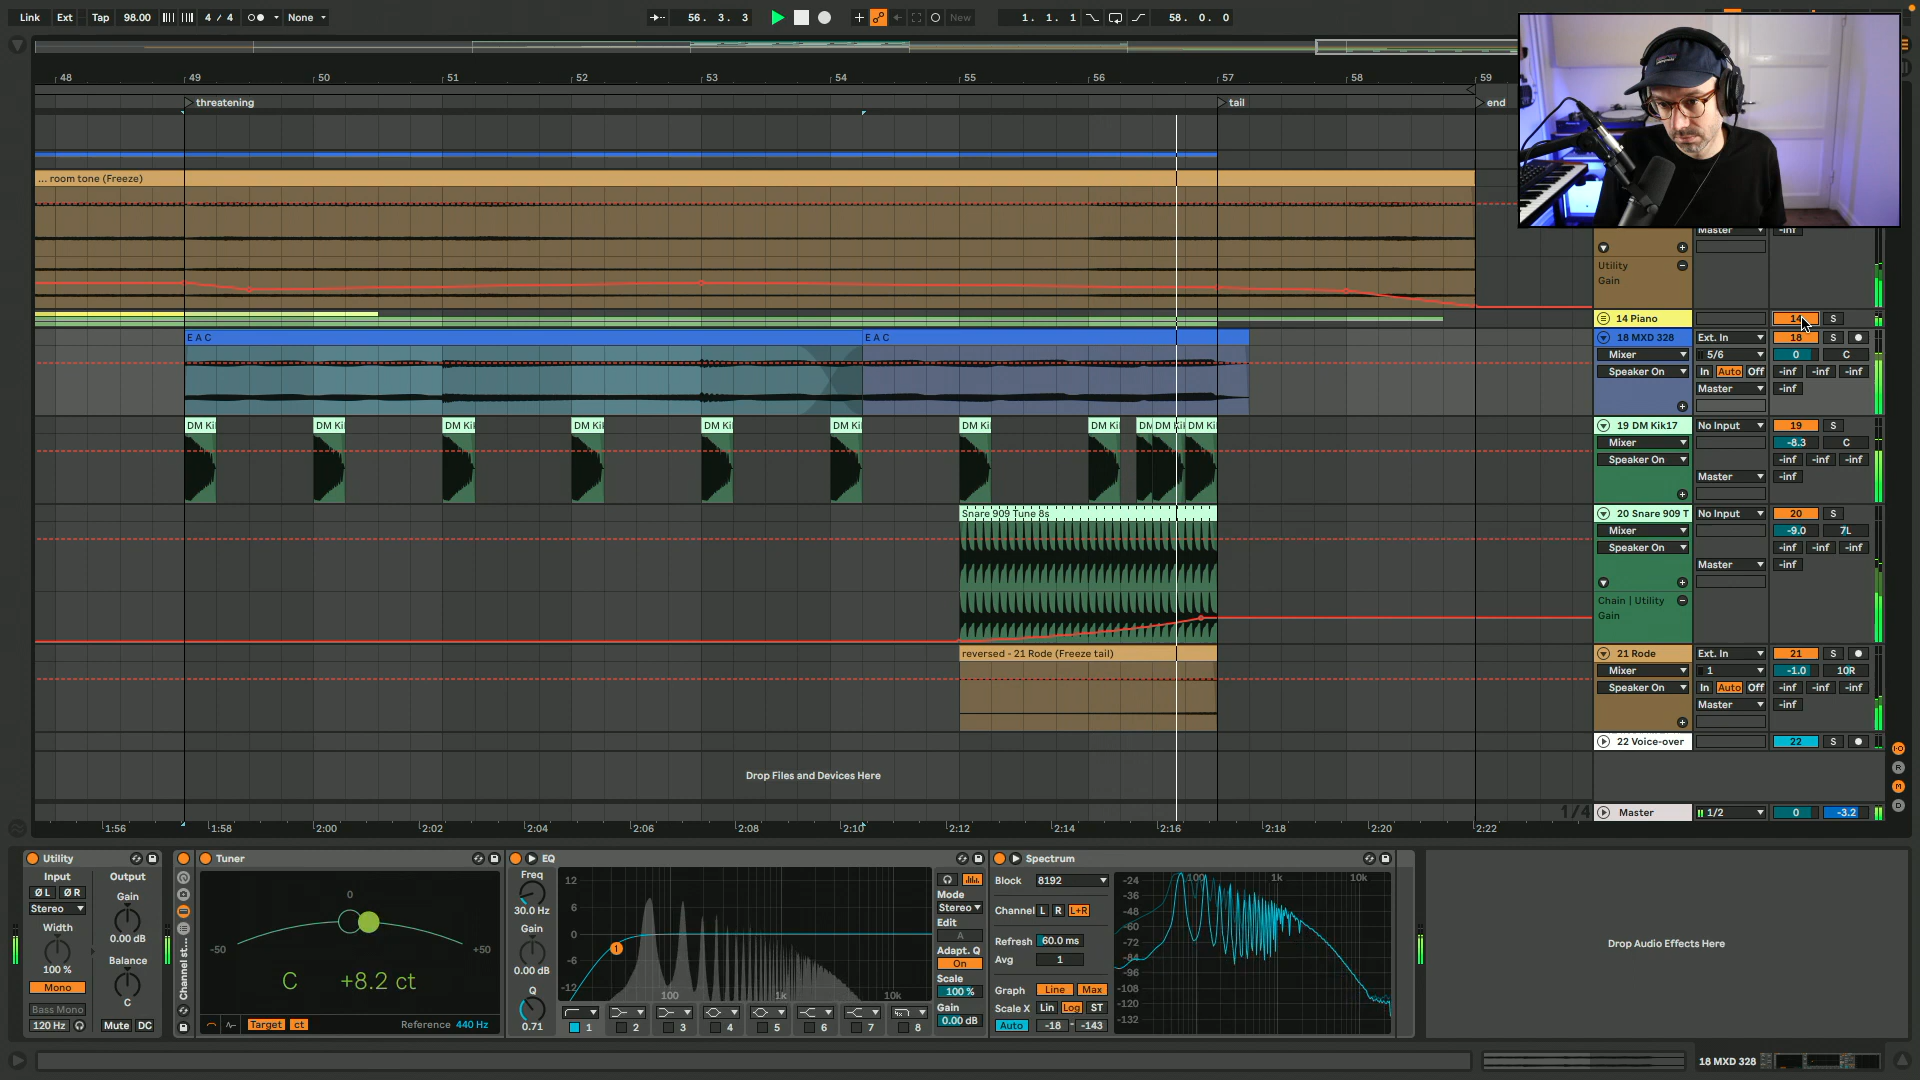 Link Ext Tap 98.00 4 / 4 None 56. 3. 3 New 1. 1. 1 58. 0. 0
48 49 50 51 52 53 54 55 56 57 58 59
threatening tail end
... room tone (Freeze)
Master -inf
Utility
Gain
14 Piano S
E A C E A C
18 MXD 328 Ext. In 18 S
Mixer 5/6 0 C
Speaker On In Auto Off -inf -inf -inf
Master -inf
DM Ki DM Ki DM Ki DM Ki DM Ki DM Ki DM Ki DM Ki DM DM Ki DM Ki
19 DM Kik17 No Input 19 S
Mixer -8.3 C
Speaker On -inf -inf -inf
Master -inf
Snare 909 Tune 8s
20 Snare 909 T No Input 20 S
Mixer -9.0 7L
Speaker On -inf -inf -inf
Master -inf
Chain | Utility
Gain
reversed - 21 Rode (Freeze tail)
21 Rode Ext. In 21 S
Mixer 1 -1.0 10R
Speaker On In Auto Off -inf -inf -inf
Master -inf
22 Voice-over 22 S
Drop Files and Devices Here
1/4 Master 1/2 0 -3.2
I·O
R
M
D
1:56 1:58 2:00 2:02 2:04 2:06 2:08 2:10 2:12 2:14 2:16 2:18 2:20 2:22
Utility
Input Output
Ø L Ø R Gain
Stereo
Width 0.00 dB
Balance
100 %
Mono C
Bass Mono
120 Hz Mute DC
Channel st...
Tuner
0
-50 +50
C +8.2 ct
Target ct Reference 440 Hz
EQ
Freq
30.0 Hz
Gain
0.00 dB
Q
0.71
12
6
0
-6
-12
100 1k 10k
1 2 3 4 5 6 7 8
Mode
Stereo
Edit
A
Adapt. Q
On
Scale
100 %
Gain
0.00 dB
Spectrum
Block 8192
Channel L R L+R
Refresh 60.0 ms
Avg 1
Graph Line Max
Scale X Lin Log ST
Auto -18 -143
-24
-36
-48
-60
-72
-84
-96
-108
-120
-132
100 1k 10k
Drop Audio Effects Here
18 MXD 328